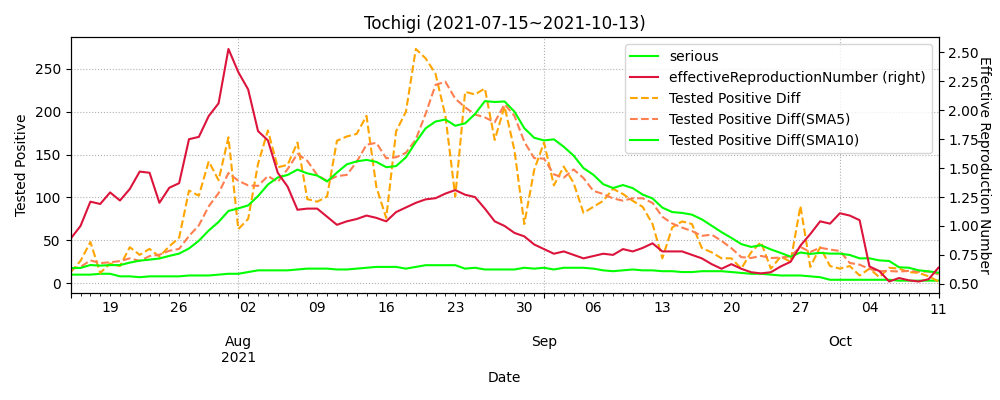 Tochigi (2021-07-15~2021-10-13)
Tested Positive
250
200
150
100
50
0
serious
effectiveReproductionNumber (right)
Tested Positive Diff
Tested Positive Diff(SMA5)
Tested Positive Diff(SMA10)
2.50
2.25
2.00
1.75
1.50
1.25
1.00
0.75
0.50
Effective Reproduction Number
19 26 02 09 16 23 30 06 13 20 27 04 11
Aug Sep Oct
2021
Date